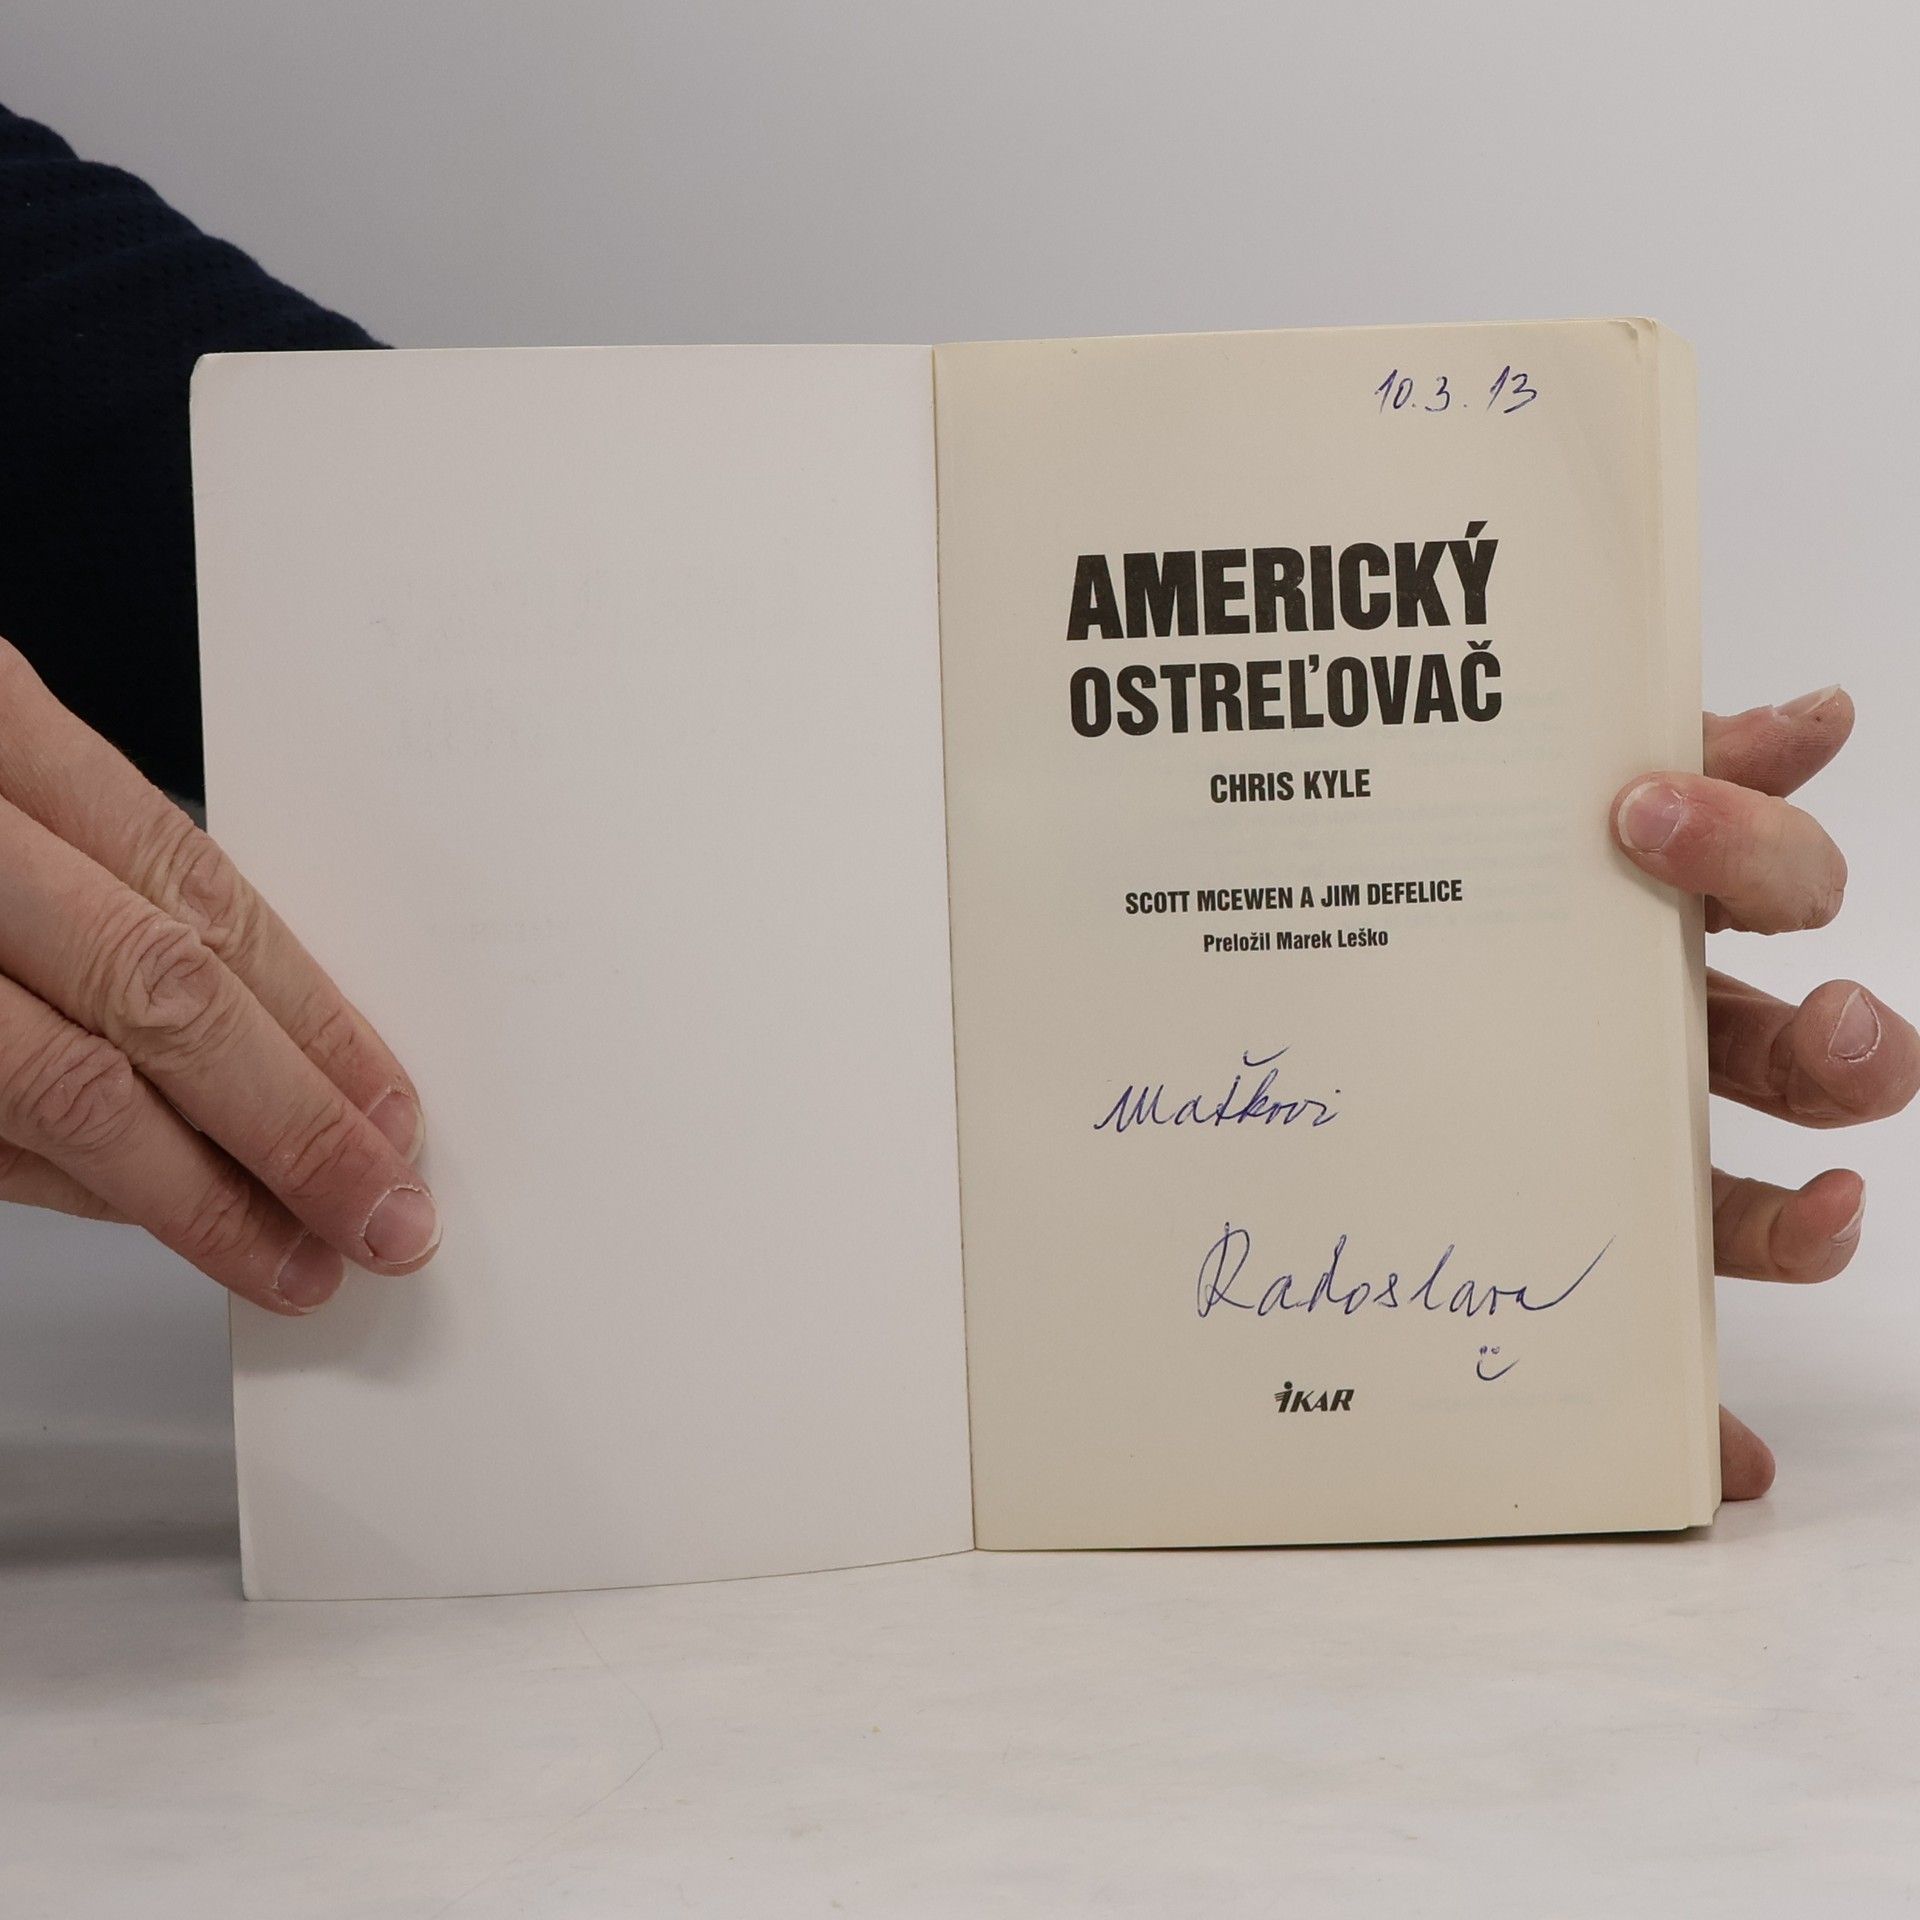 10.3.13
AMERICKÝ
OSTREĽOVAČ
CHRIS KYLE
SCOTT MCEWEN A JIM DEFELICE
Preložil Marek Leško
Maťkovi
Radoslava
IKAR